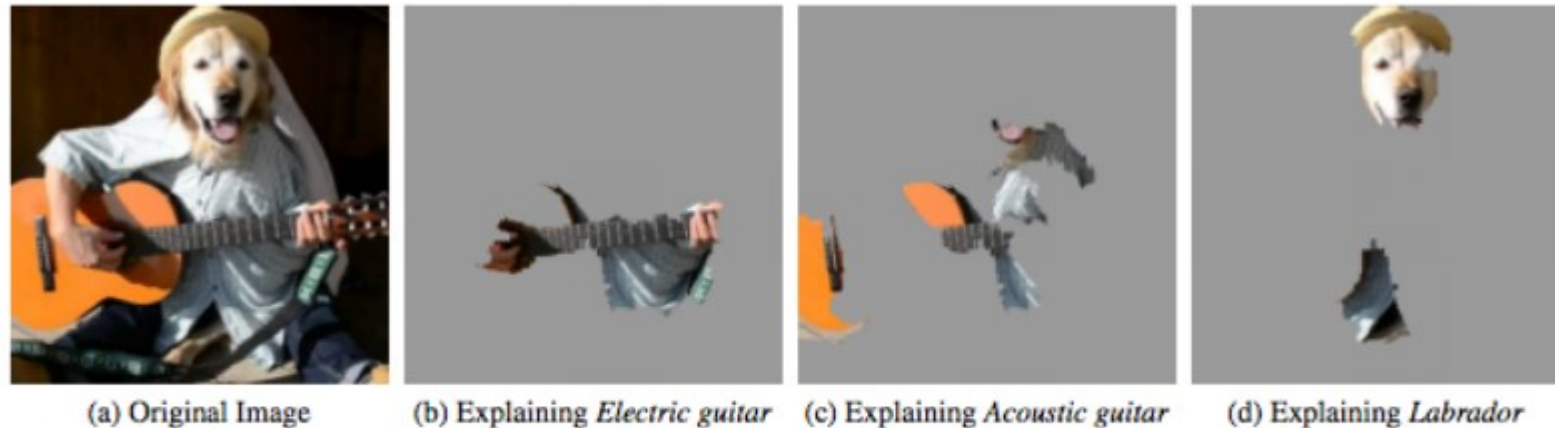 (a) Original Image
(b) Explaining Electric guitar
(c) Explaining Acoustic guitar
(d) Explaining Labrador